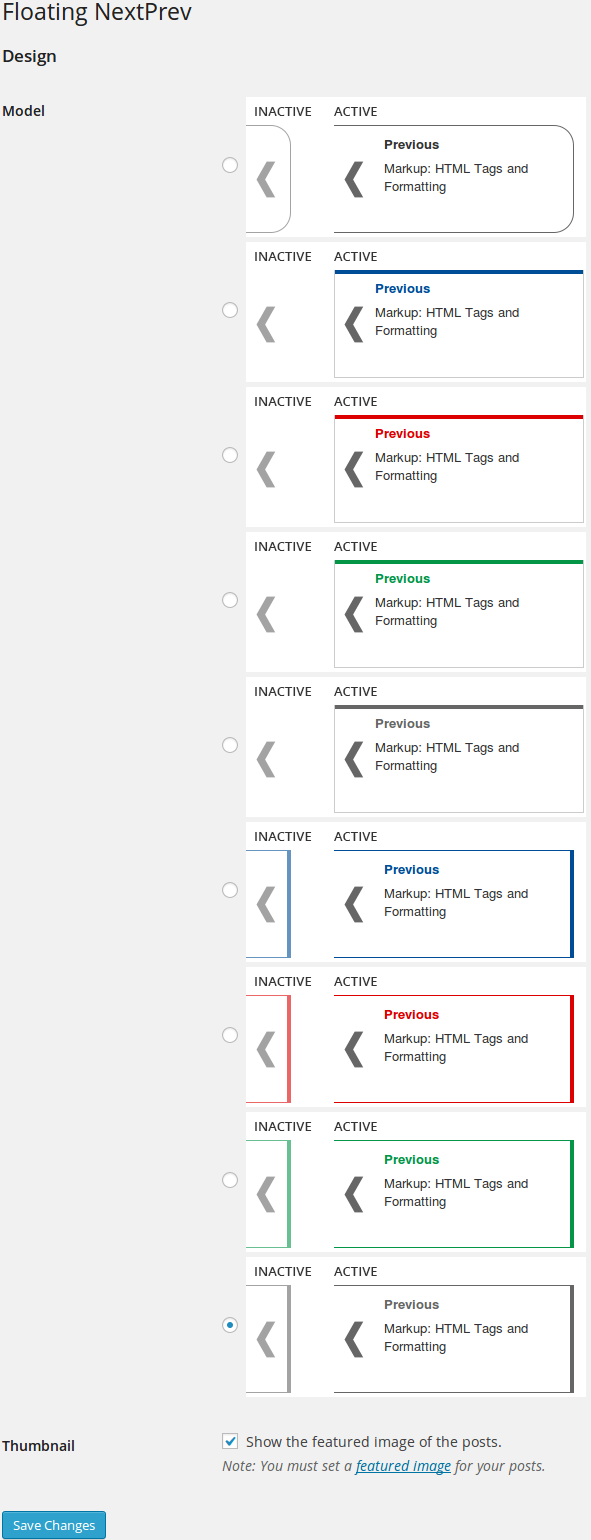 Floating NextPrev
Design
Model
INACTIVE ACTIVE
Previous
Markup: HTML Tags and
Formatting
INACTIVE ACTIVE
Previous
Markup: HTML Tags and
Formatting
INACTIVE ACTIVE
Previous
Markup: HTML Tags and
Formatting
INACTIVE ACTIVE
Previous
Markup: HTML Tags and
Formatting
INACTIVE ACTIVE
Previous
Markup: HTML Tags and
Formatting
INACTIVE ACTIVE
Previous
Markup: HTML Tags and
Formatting
INACTIVE ACTIVE
Previous
Markup: HTML Tags and
Formatting
INACTIVE ACTIVE
Previous
Markup: HTML Tags and
Formatting
INACTIVE ACTIVE
Previous
Markup: HTML Tags and
Formatting
Thumbnail
Show the featured image of the posts.
Note: You must set a featured image for your posts.
Save Changes